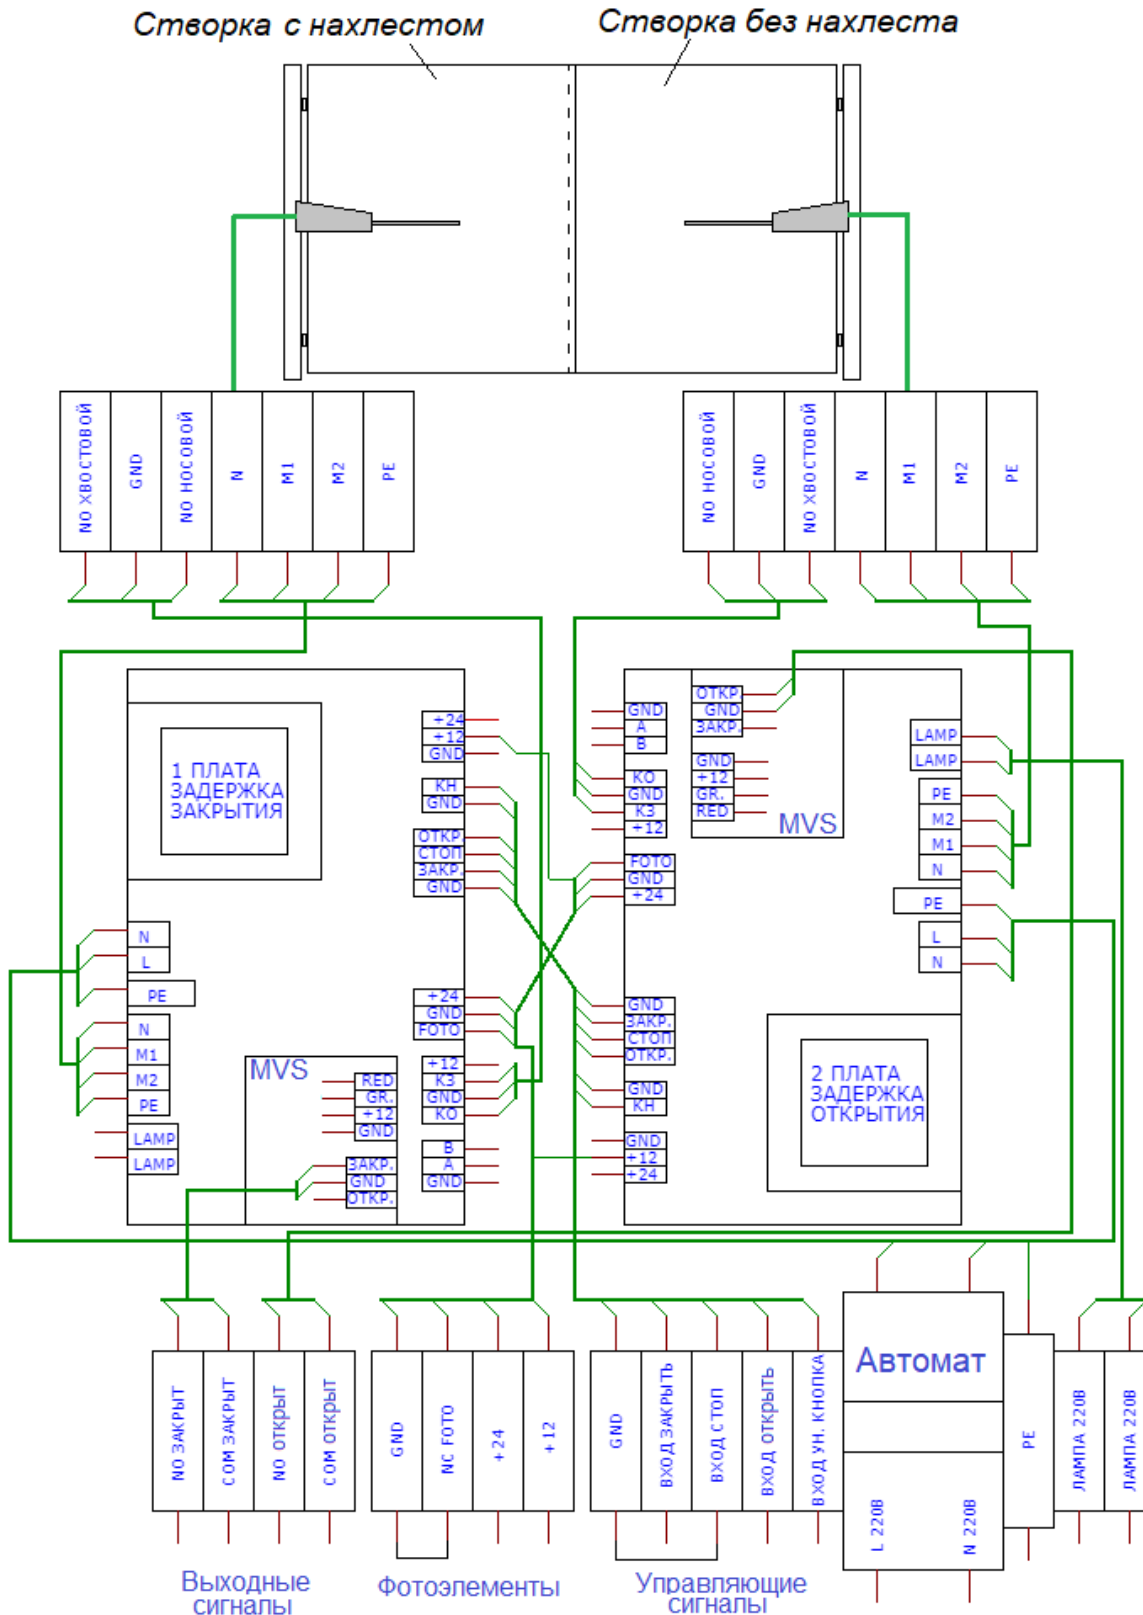 Створка с нахлестом
Створка без нахлеста
NO ХВОСТОВОЙ
GND
NO НОСОВОЙ
N
M1
M2
PE
NO НОСОВОЙ
GND
NO ХВОСТОВОЙ
N
M1
M2
PE
1 ПЛАТА
ЗАДЕРЖКА
ЗАКРЫТИЯ
+24
+12
GND
КН
GND
ОТКР.
СТОП
ЗАКР.
GND
N
L
PE
N
M1
M2
PE
LAMP
LAMP
+24
GND
FOTO
+12
КЗ
GND
КО
B
A
GND
MVS
RED
GR.
+12
GND
ЗАКР.
GND
ОТКР.
GND
A
B
КО
GND
КЗ
+12
FOTO
GND
+24
ОТКР.
GND
ЗАКР.
GND
+12
GR.
RED
MVS
LAMP
LAMP
PE
M2
M1
N
PE
L
N
GND
ЗАКР.
СТОП
ОТКР.
GND
КН
GND
+12
+24
2 ПЛАТА
ЗАДЕРЖКА
ОТКРЫТИЯ
NO ЗАКРЫТ
COM ЗАКРЫТ
NO ОТКРЫТ
COM ОТКРЫТ
Выходные
сигналы
GND
NC FOTO
+24
+12
Фотоэлементы
GND
ВХОД ЗАКРЫТЬ
ВХОД СТОП
ВХОД ОТКРЫТЬ
ВХОД УН. КНОПКА
Управляющие
сигналы
Автомат
L 220В
N 220В
PE
ЛАМПА 220В
ЛАМПА 220В